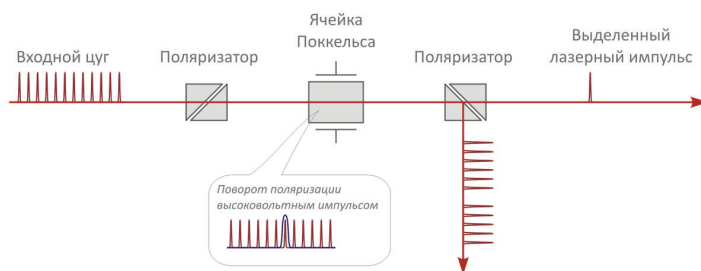 Входной цуг
Поляризатор
Ячейка
Поккельса
Поляризатор
Выделенный
лазерный импульс
Поворот поляризации
высоковольтным импульсом